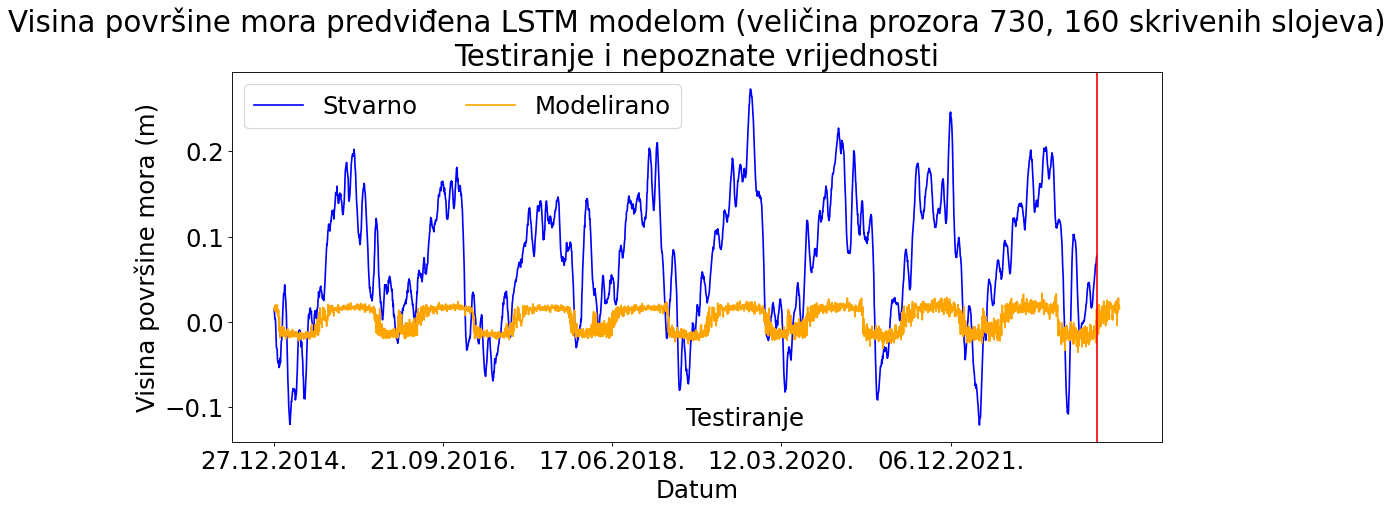 Visina površine mora predviđena LSTM modelom (veličina prozora 730, 160 skrivenih slojeva)
Testiranje i nepoznate vrijednosti
Stvarno
Modelirano
Visina površine mora (m)
0.2
0.1
0.0
−0.1
Testiranje
27.12.2014.
21.09.2016.
17.06.2018.
12.03.2020.
06.12.2021.
Datum